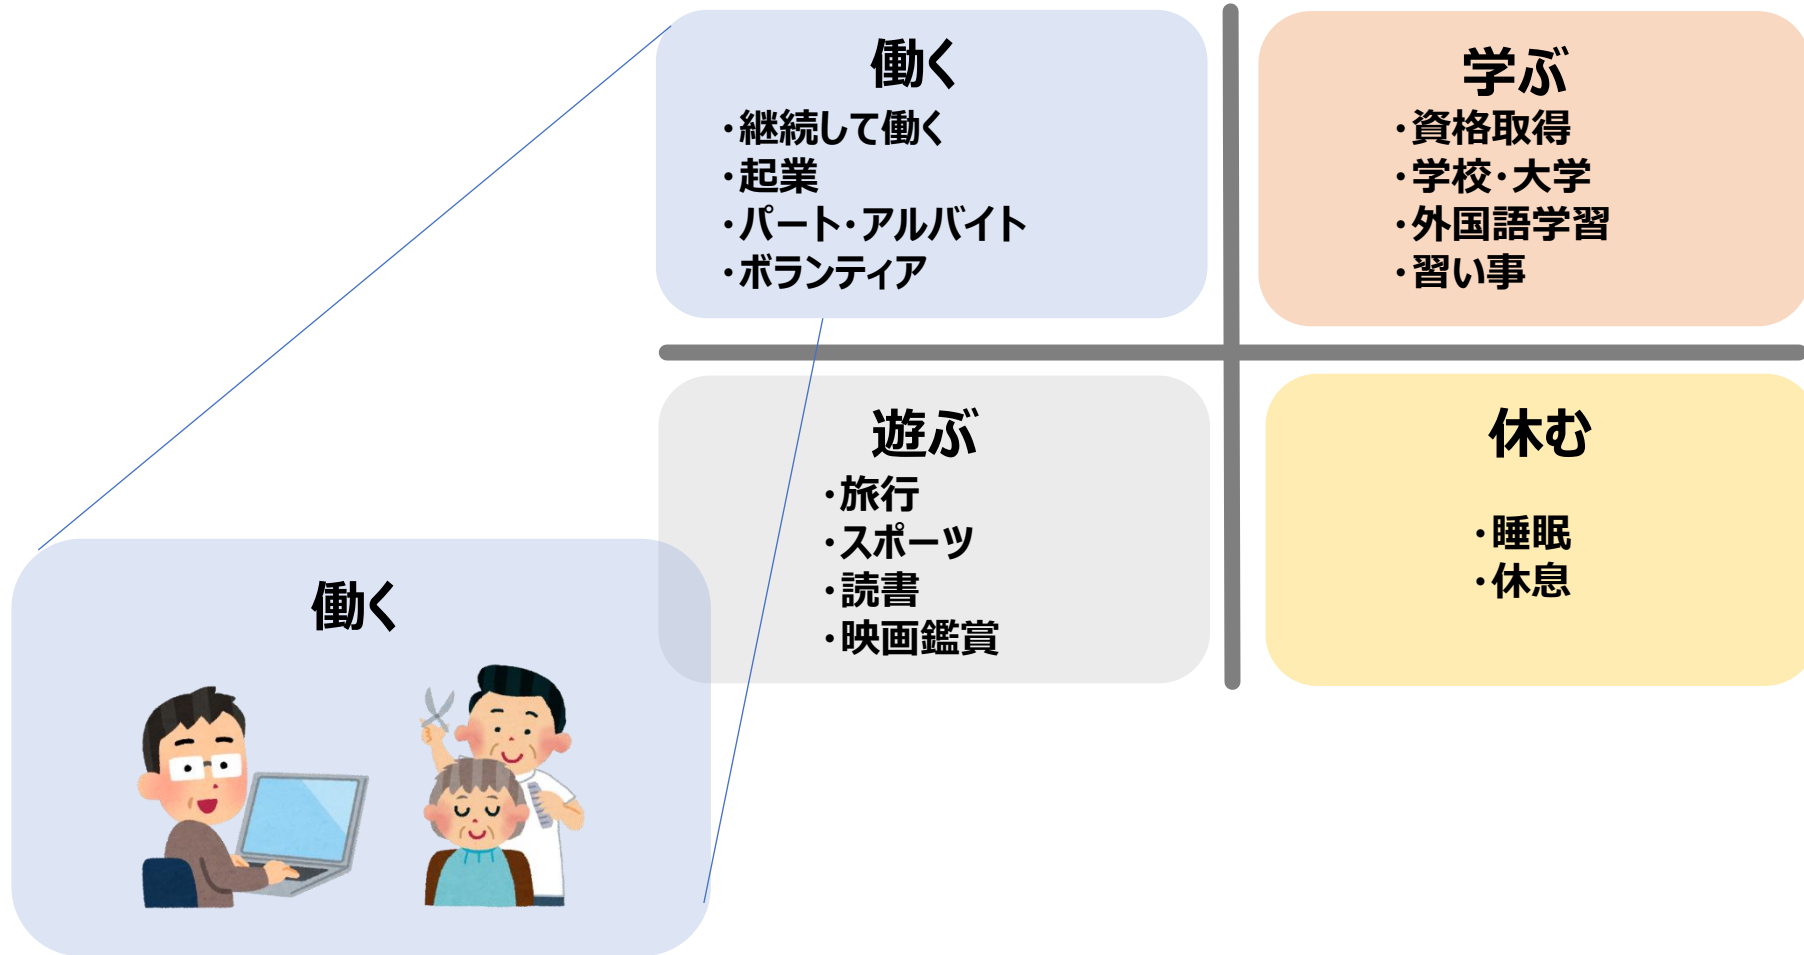 働く
・継続して働く
・起業
・パート・アルバイト
・ボランティア
学ぶ
・資格取得
・学校・大学
・外国語学習
・習い事
遊ぶ
・旅行
・スポーツ
・読書
・映画鑑賞
休む
・睡眠
・休息
働く